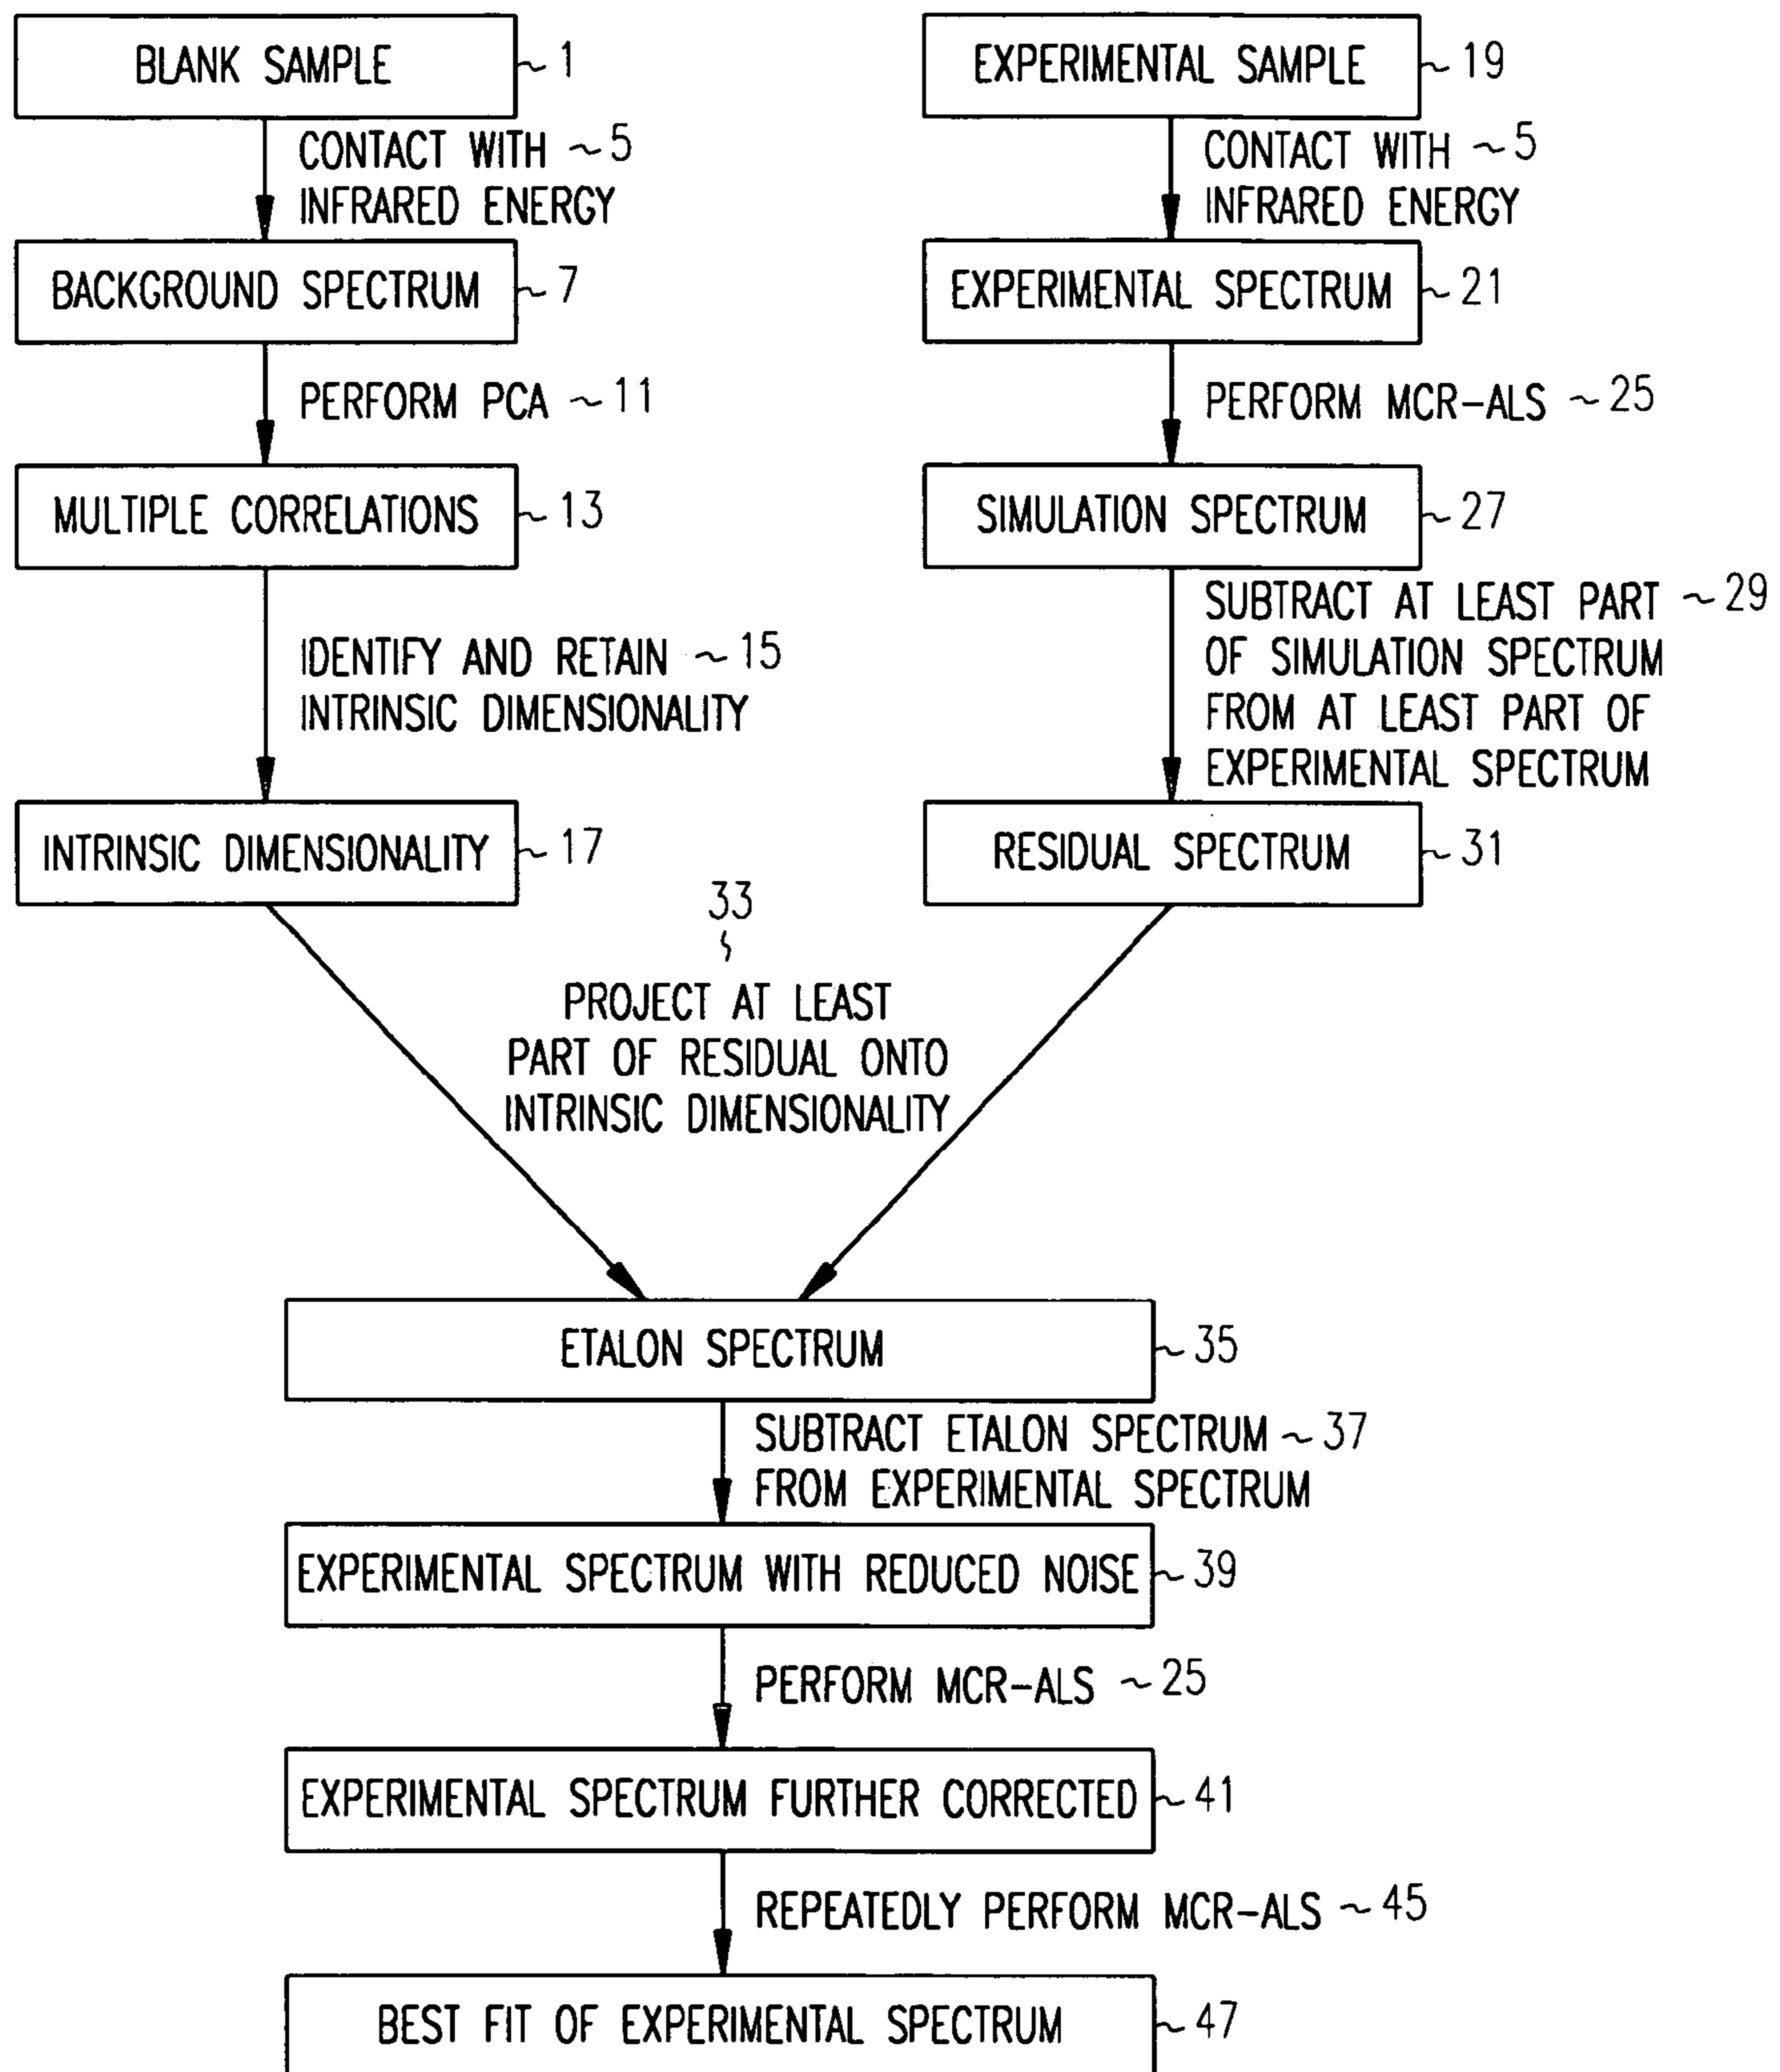 BLANK SAMPLE ~ 1
CONTACT WITH ~ 5
INFRARED ENERGY
BACKGROUND SPECTRUM ~ 7
PERFORM PCA ~ 11
MULTIPLE CORRELATIONS ~ 13
IDENTIFY AND RETAIN ~ 15
INTRINSIC DIMENSIONALITY
INTRINSIC DIMENSIONALITY ~ 17
EXPERIMENTAL SAMPLE ~ 19
CONTACT WITH ~ 5
INFRARED ENERGY
EXPERIMENTAL SPECTRUM ~ 21
PERFORM MCR-ALS ~ 25
SIMULATION SPECTRUM ~ 27
SUBTRACT AT LEAST PART ~ 29
OF SIMULATION SPECTRUM
FROM AT LEAST PART OF
EXPERIMENTAL SPECTRUM
RESIDUAL SPECTRUM ~ 31
33
PROJECT AT LEAST
PART OF RESIDUAL ONTO
INTRINSIC DIMENSIONALITY
ETALON SPECTRUM ~ 35
SUBTRACT ETALON SPECTRUM ~ 37
FROM EXPERIMENTAL SPECTRUM
EXPERIMENTAL SPECTRUM WITH REDUCED NOISE ~ 39
PERFORM MCR-ALS ~ 25
EXPERIMENTAL SPECTRUM FURTHER CORRECTED ~ 41
REPEATEDLY PERFORM MCR-ALS ~ 45
BEST FIT OF EXPERIMENTAL SPECTRUM ~ 47